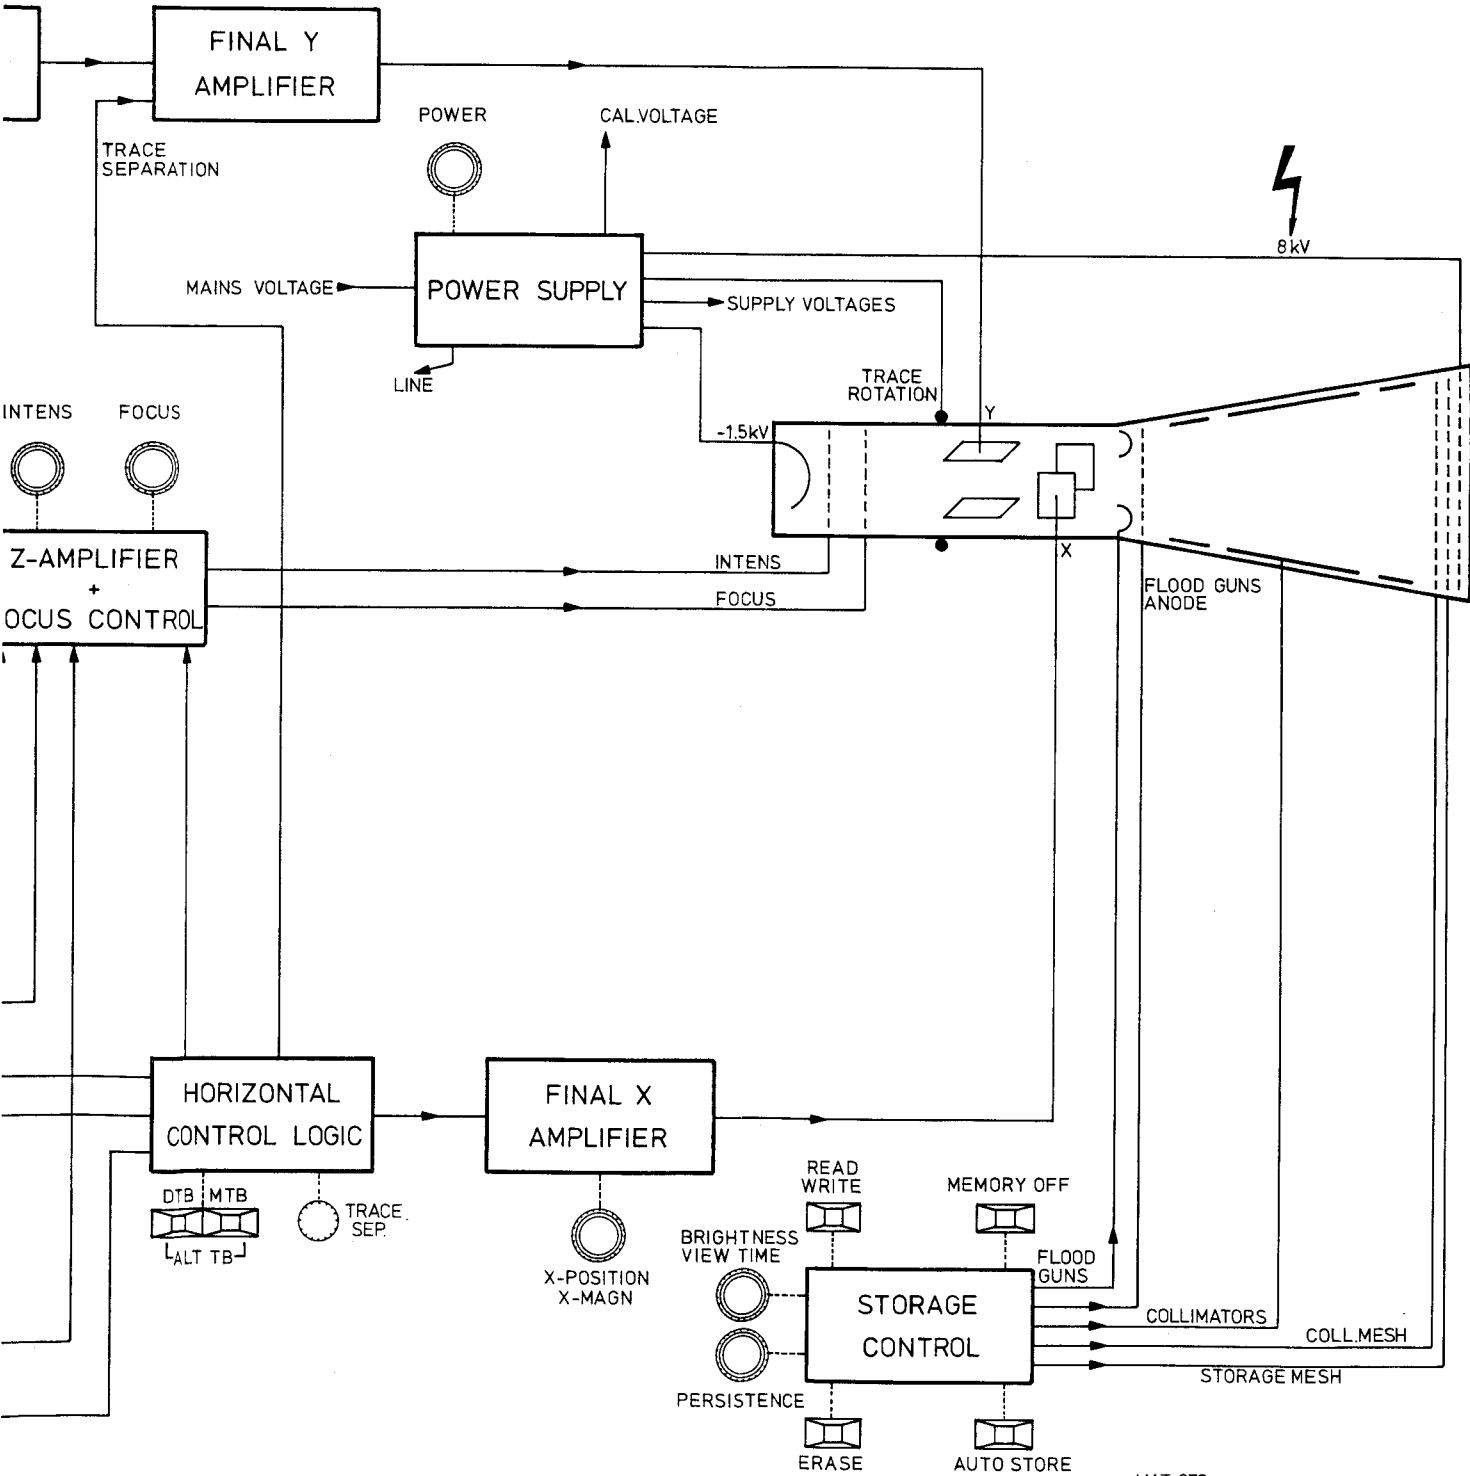 FINAL Y
AMPLIFIER
POWER
CAL.VOLTAGE
TRACE
SEPARATION
8kV
MAINS VOLTAGE
POWER SUPPLY
SUPPLY VOLTAGES
LINE
TRACE
ROTATION
INTENS
FOCUS
Y
-1.5kV
Z-AMPLIFIER
+
OCUS CONTROL
INTENS
FOCUS
X
FLOOD GUNS
ANODE
HORIZONTAL
CONTROL LOGIC
FINAL X
AMPLIFIER
DTB
MTB
ALT TB
TRACE
SEP.
X-POSITION
X-MAGN
READ
WRITE
MEMORY OFF
BRIGHTNESS
VIEW TIME
FLOOD
GUNS
STORAGE
CONTROL
COLLIMATORS
COLL.MESH
STORAGE MESH
PERSISTENCE
ERASE
AUTO STORE